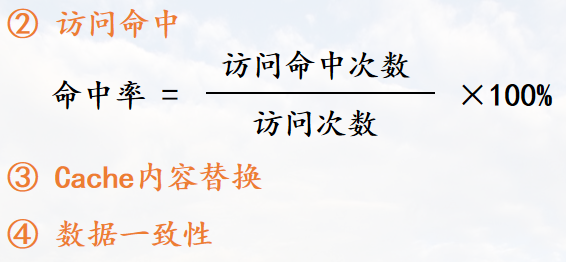 ② 访问命中
命中率 = 访问命中次数 / 访问次数 ×100%
③ Cache内容替换
④ 数据一致性